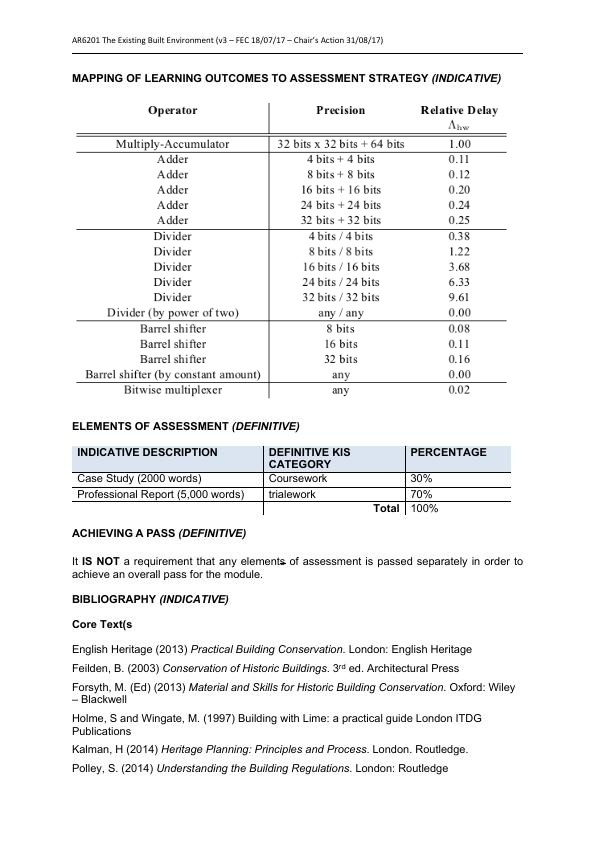 AR6201 The Existing Built Environment (v3 – FEC 18/07/17 – Chair's Action 31/08/17)
MAPPING OF LEARNING OUTCOMES TO ASSESSMENT STRATEGY (INDICATIVE)
Operator Precision Relative Delay
Λhw
Multiply-Accumulator 32 bits x 32 bits + 64 bits 1.00
Adder 4 bits + 4 bits 0.11
Adder 8 bits + 8 bits 0.12
Adder 16 bits + 16 bits 0.20
Adder 24 bits + 24 bits 0.24
Adder 32 bits + 32 bits 0.25
Divider 4 bits / 4 bits 0.38
Divider 8 bits / 8 bits 1.22
Divider 16 bits / 16 bits 3.68
Divider 24 bits / 24 bits 6.33
Divider 32 bits / 32 bits 9.61
Divider (by power of two) any / any 0.00
Barrel shifter 8 bits 0.08
Barrel shifter 16 bits 0.11
Barrel shifter 32 bits 0.16
Barrel shifter (by constant amount) any 0.00
Bitwise multiplexer any 0.02
ELEMENTS OF ASSESSMENT (DEFINITIVE)
INDICATIVE DESCRIPTION DEFINITIVE KIS PERCENTAGE
CATEGORY
Case Study (2000 words) Coursework 30%
Professional Report (5,000 words) trialework 70%
Total 100%
ACHIEVING A PASS (DEFINITIVE)
It IS NOT a requirement that any elements of assessment is passed separately in order to
achieve an overall pass for the module.
BIBLIOGRAPHY (INDICATIVE)
Core Text(s
English Heritage (2013) Practical Building Conservation. London: English Heritage
Feilden, B. (2003) Conservation of Historic Buildings. 3rd ed. Architectural Press
Forsyth, M. (Ed) (2013) Material and Skills for Historic Building Conservation. Oxford: Wiley
– Blackwell
Holme, S and Wingate, M. (1997) Building with Lime: a practical guide London ITDG
Publications
Kalman, H (2014) Heritage Planning: Principles and Process. London. Routledge.
Polley, S. (2014) Understanding the Building Regulations. London: Routledge